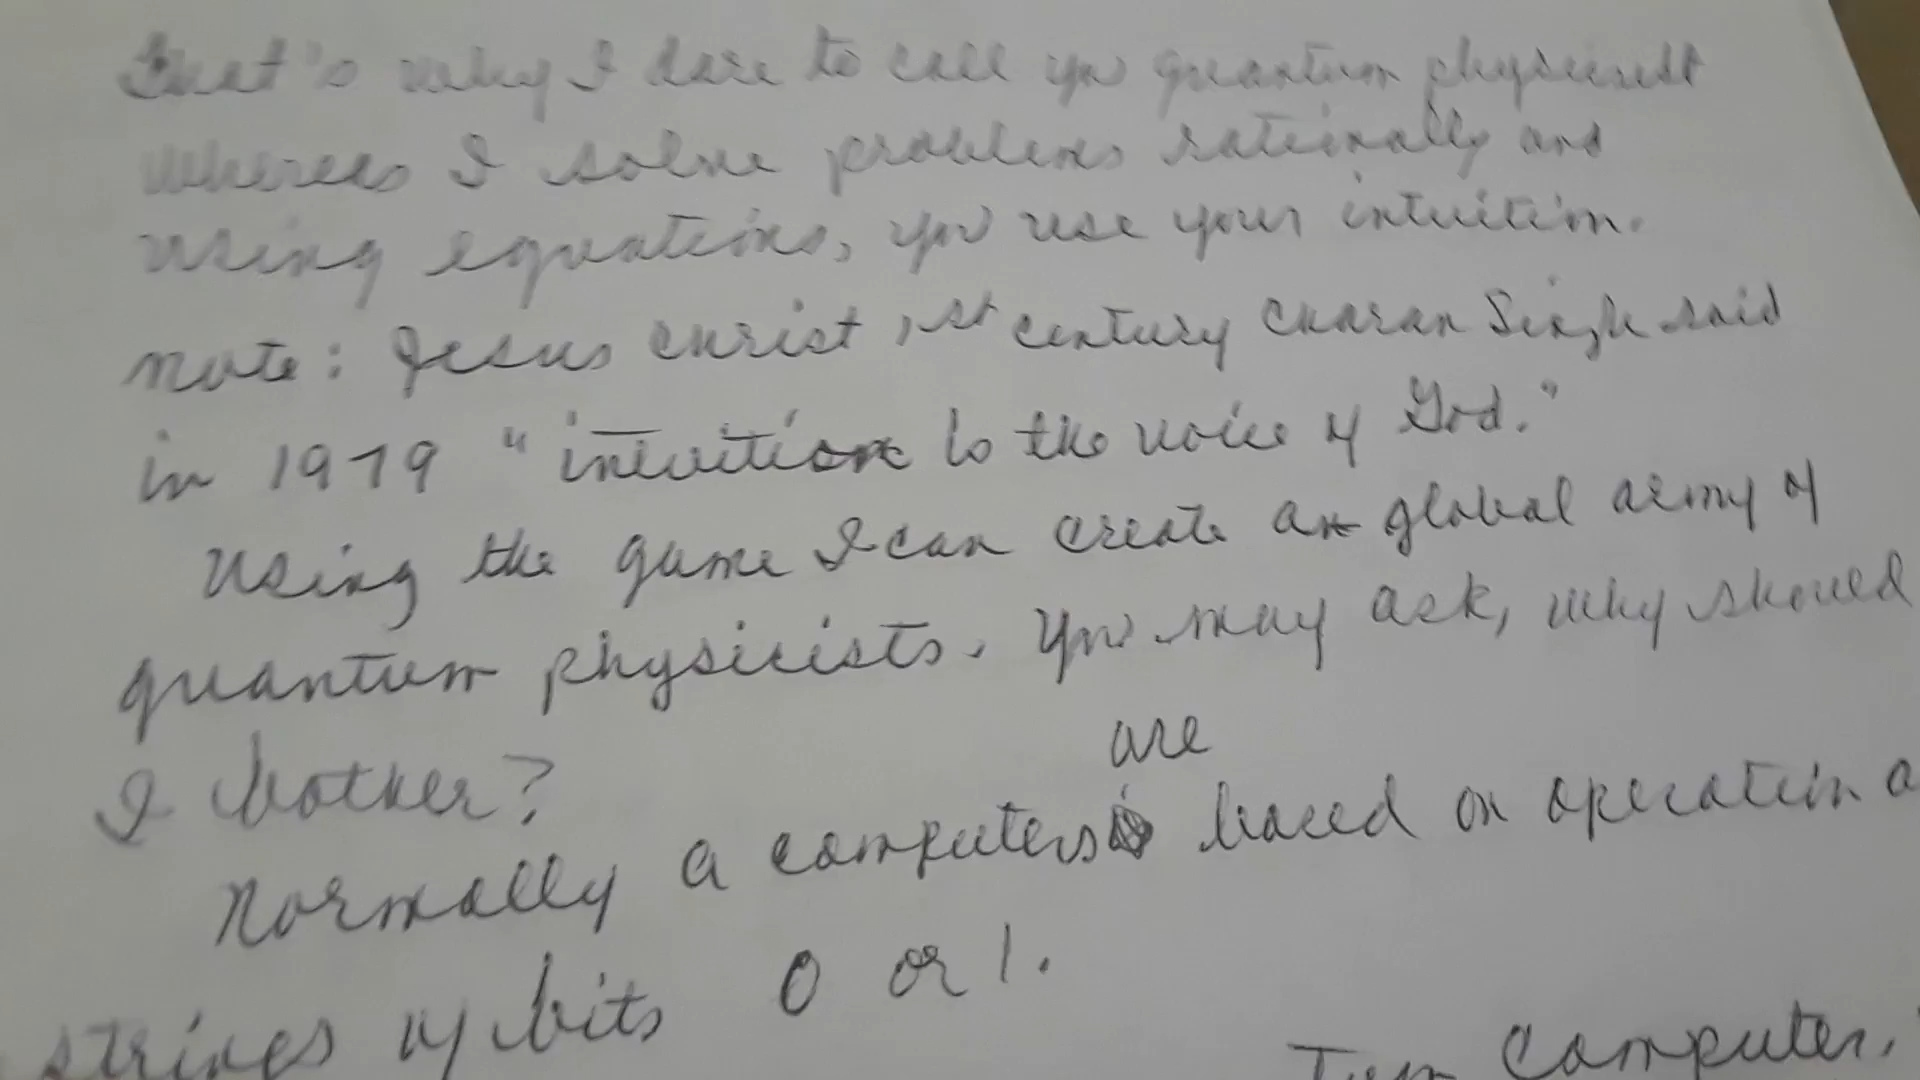 that's why I dare to call you quantum physicist
whereas I solve problems rationally and
using equations, you use your intuition.
note: Jesus christ 1st century charan Singh said
in 1979 "intuition is the voice of God."
using the game I can create an global army of
quantum physicists. You may ask, why should
I bother?
are
Normally a computers is based on operation
strings of bits 0 or 1.
computer.